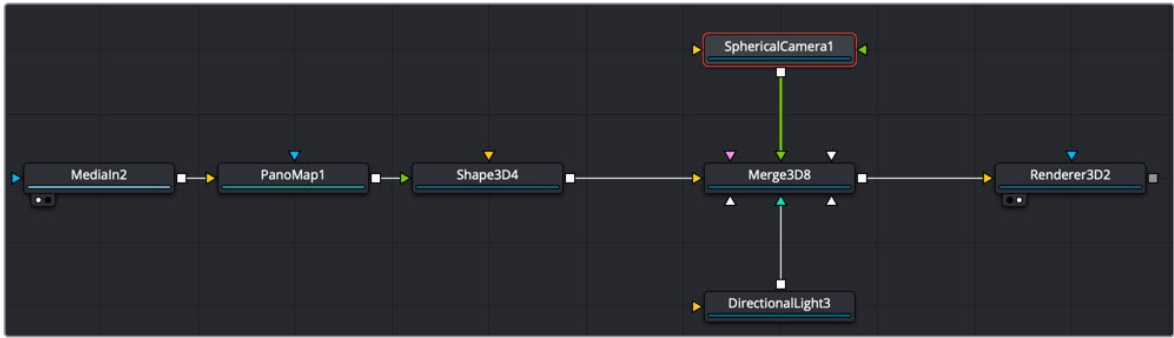 SphericalCamera1
MediaIn2
PanoMap1
Shape3D4
Merge3D8
Renderer3D2
DirectionalLight3